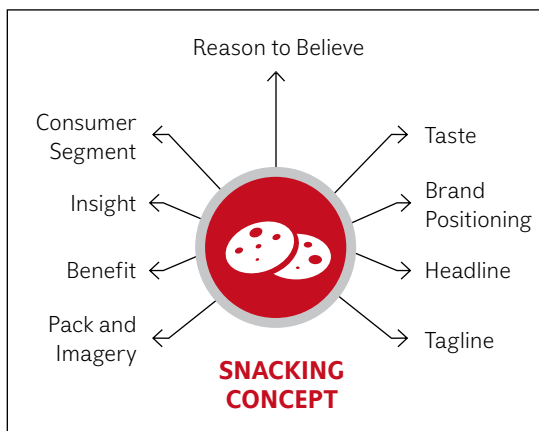 Reason to Believe
Consumer
Segment
Insight
Benefit
Pack and
Imagery
Taste
Brand
Positioning
Headline
Tagline
SNACKING
CONCEPT